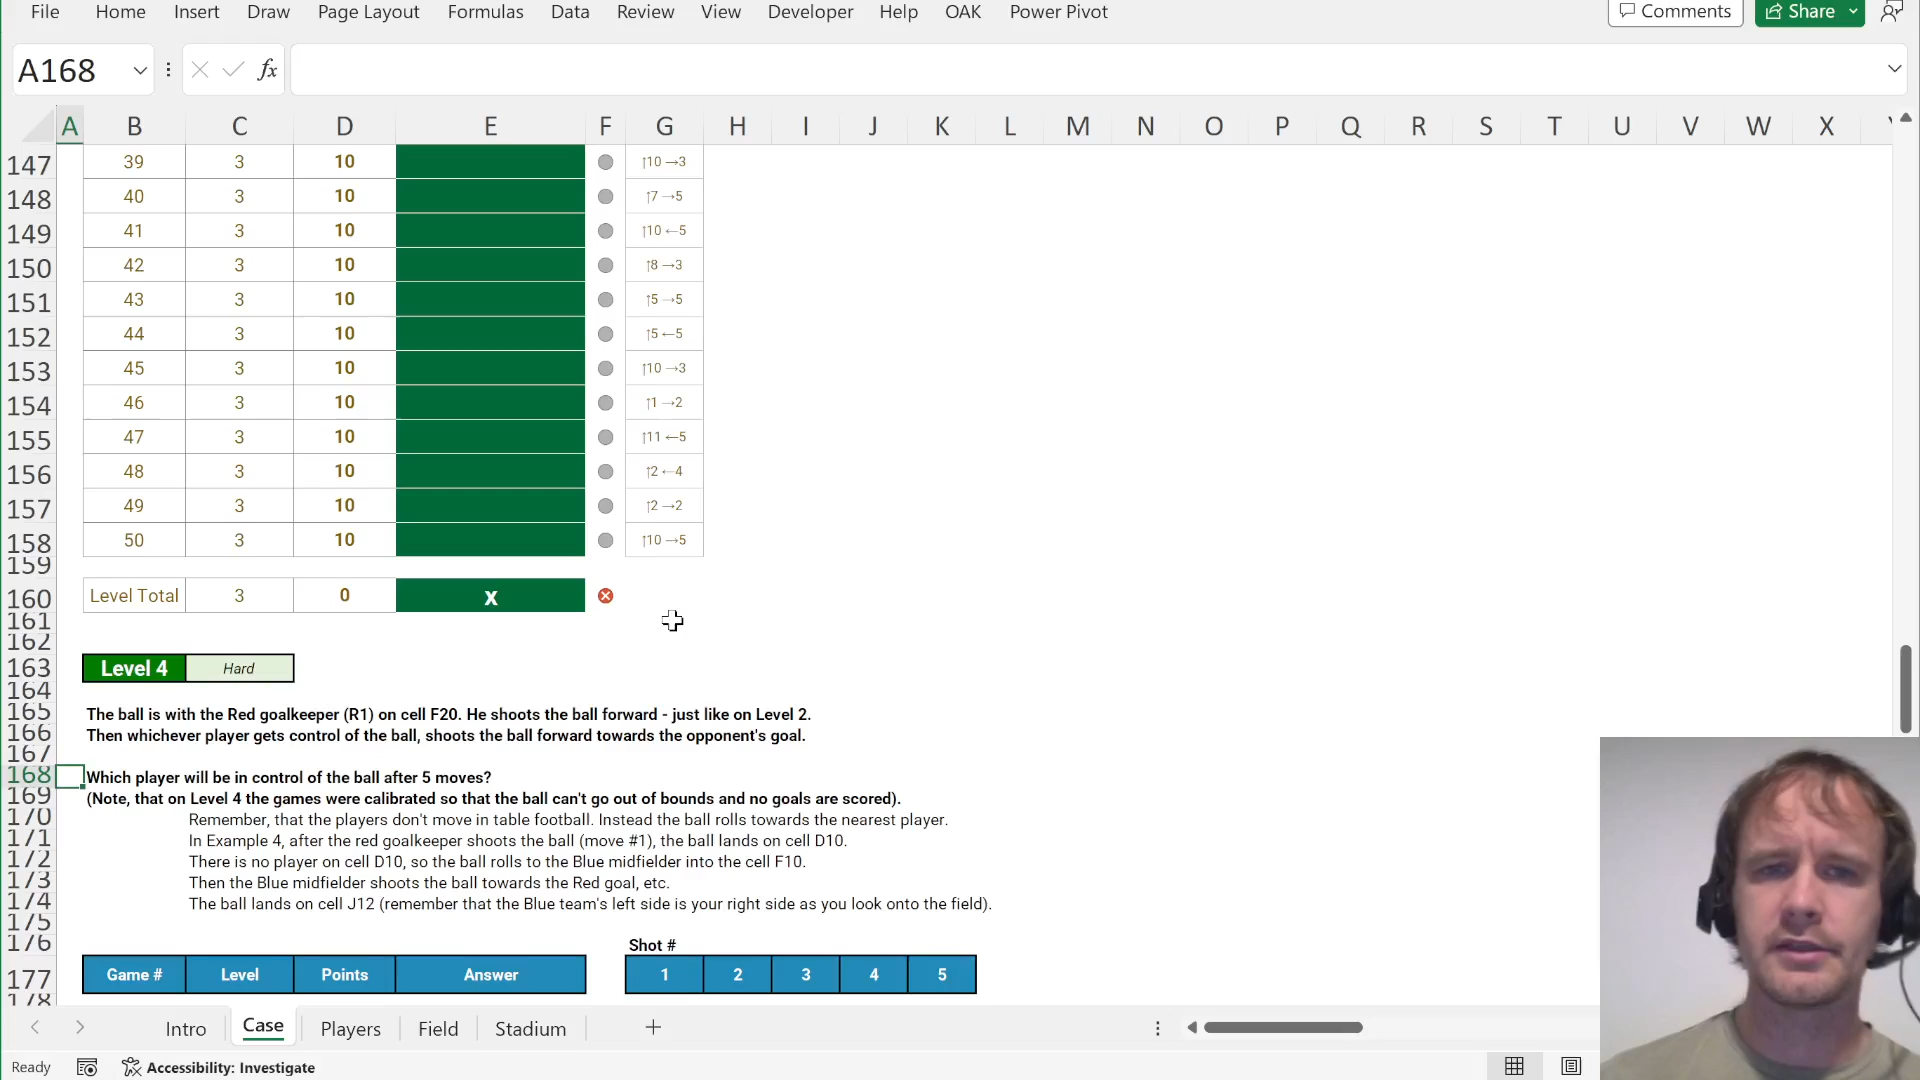 File Home Insert Draw Page Layout Formulas Data Review View Developer Help OAK Power Pivot Comments Share
A168 fx
A B C D E F G H I J K L M N O P Q R S T U V W X
147 39 3 10 ↑10 →3
148 40 3 10 ↑7 →5
149 41 3 10 ↑10 ←5
150 42 3 10 ↑8 →3
151 43 3 10 ↑5 →5
152 44 3 10 ↑5 ←5
153 45 3 10 ↑10 →3
154 46 3 10 ↑1 →2
155 47 3 10 ↑11 ←5
156 48 3 10 ↑2 ←4
157 49 3 10 ↑2 →2
158 50 3 10 ↑10 →5
159
160 Level Total 3 0 X
161
162
163 Level 4 Hard
164
165 The ball is with the Red goalkeeper (R1) on cell F20. He shoots the ball forward - just like on Level 2.
166 Then whichever player gets control of the ball, shoots the ball forward towards the opponent's goal.
167
168 Which player will be in control of the ball after 5 moves?
169 (Note, that on Level 4 the games were calibrated so that the ball can't go out of bounds and no goals are scored).
170 Remember, that the players don't move in table football. Instead the ball rolls towards the nearest player.
171 In Example 4, after the red goalkeeper shoots the ball (move #1), the ball lands on cell D10.
172 There is no player on cell D10, so the ball rolls to the Blue midfielder into the cell F10.
173 Then the Blue midfielder shoots the ball towards the Red goal, etc.
174 The ball lands on cell J12 (remember that the Blue team's left side is your right side as you look onto the field).
175
176 Shot #
177 Game # Level Points Answer 1 2 3 4 5
178
Intro Case Players Field Stadium
Ready Accessibility: Investigate